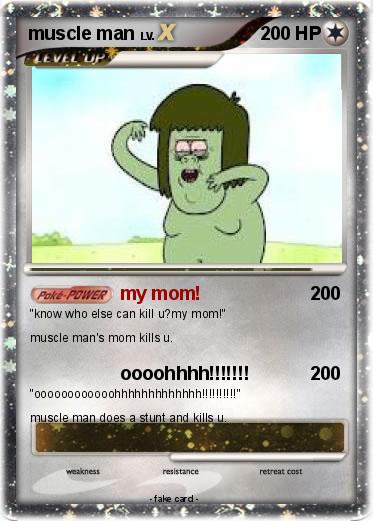 muscle man LV. X 200 HP
LEVEL-UP
Poké-POWER my mom! 200
"know who else can kill u?my mom!"
muscle man's mom kills u.
oooohhhh!!!!!!! 200
"oooooooooooohhhhhhhhhhhhh!!!!!!!!!!"
muscle man does a stunt and kills u.
weakness resistance retreat cost
- fake card -